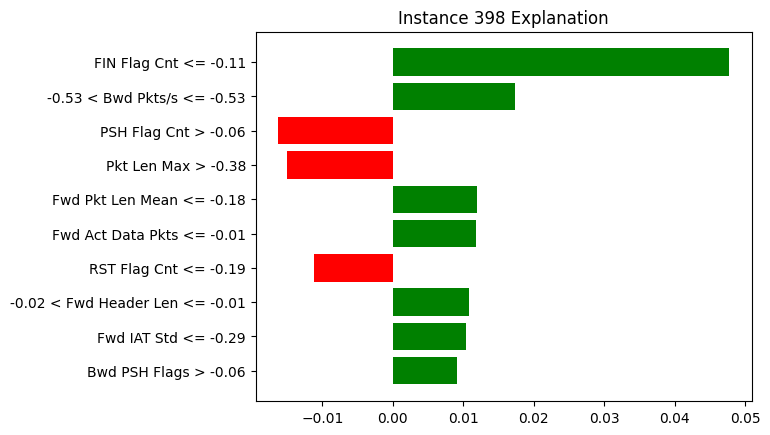 Instance 398 Explanation
FIN Flag Cnt <= -0.11
-0.53 < Bwd Pkts/s <= -0.53
PSH Flag Cnt > -0.06
Pkt Len Max > -0.38
Fwd Pkt Len Mean <= -0.18
Fwd Act Data Pkts <= -0.01
RST Flag Cnt <= -0.19
-0.02 < Fwd Header Len <= -0.01
Fwd IAT Std <= -0.29
Bwd PSH Flags > -0.06
−0.01 0.00 0.01 0.02 0.03 0.04 0.05